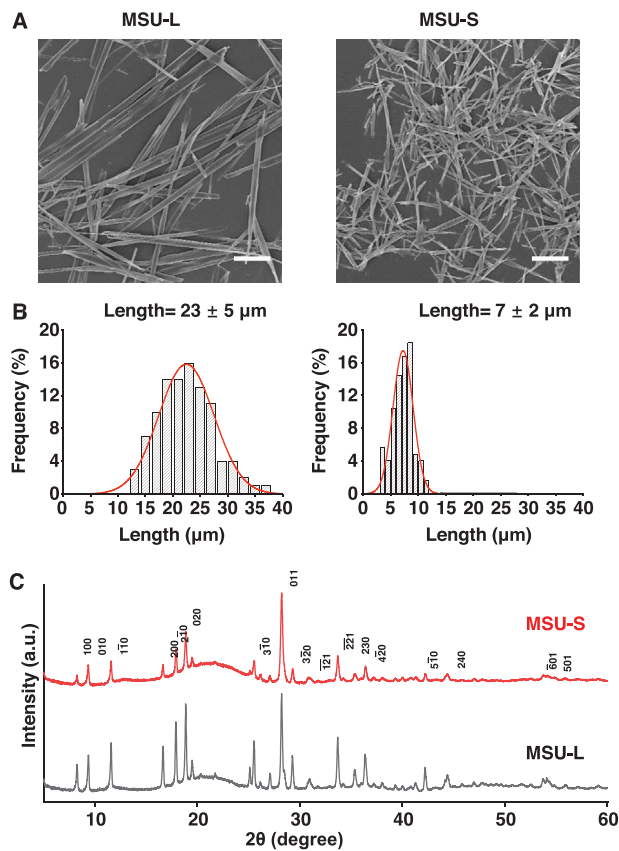 A
MSU-L
MSU-S
B
Length= 23 ± 5 µm
Length= 7 ± 2 µm
Frequency (%)
20
16
12
8
4
0
0 5 10 15 20 25 30 35 40
Length (µm)
Frequency (%)
20
16
12
8
4
0
0 5 10 15 20 25 30 35 40
Length (µm)
C
Intensity (a.u.)
100
010
11̅0
200
21̅0
020
31̅0
011
32̅0
1̅21
2̅21
230
42̅0
51̅0
240
6̅01
501
MSU-S
MSU-L
10 20 30 40 50 60
2θ (degree)